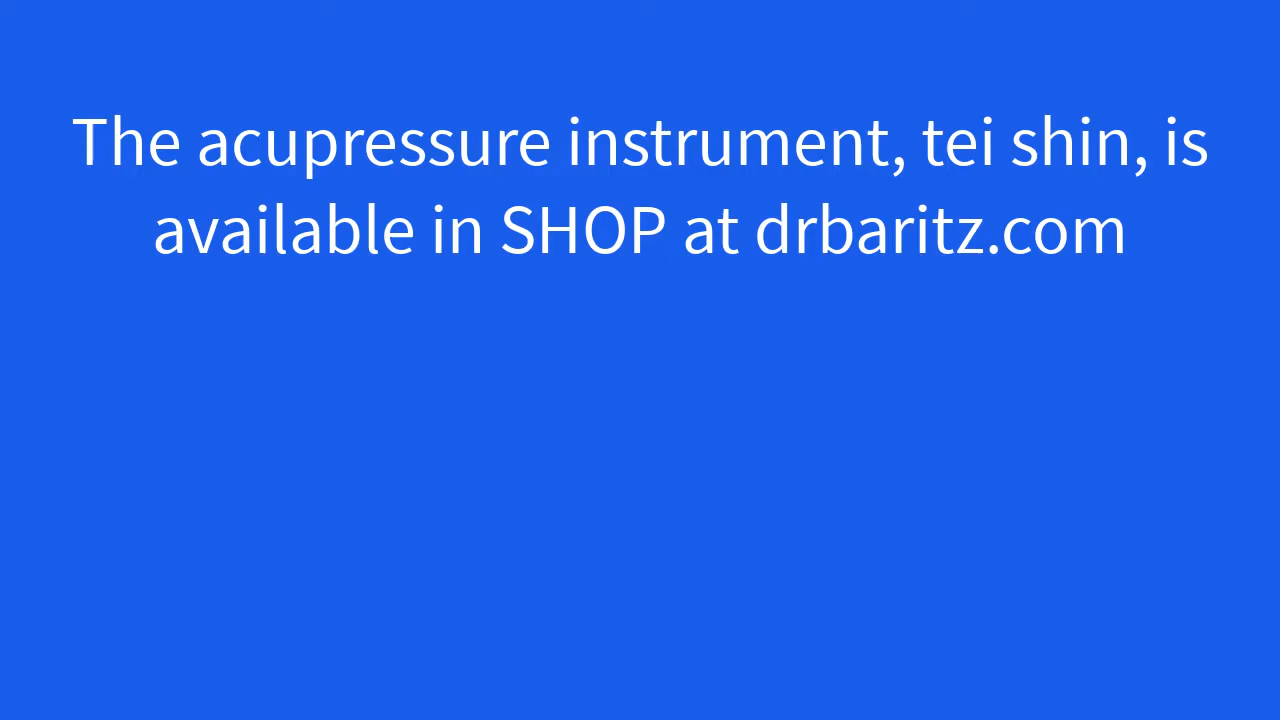 The acupressure instrument, tei shin, is
available in SHOP at drbaritz.com